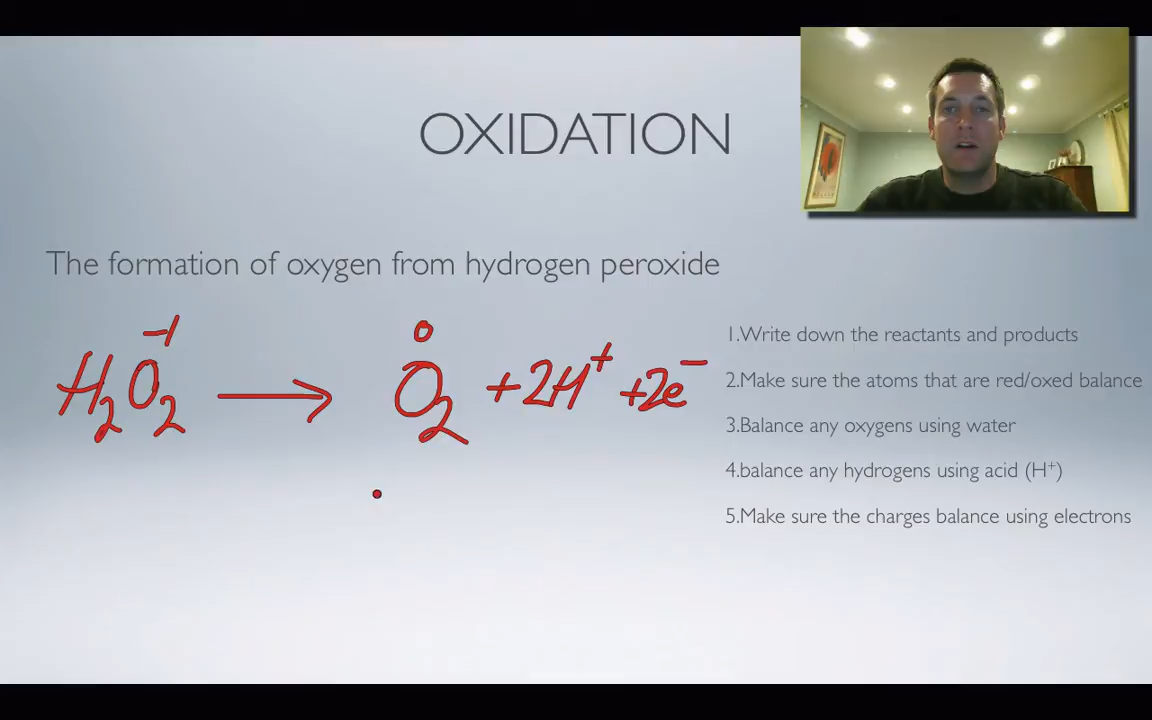 OXIDATION
The formation of oxygen from hydrogen peroxide
-1 0
H₂O₂ → O₂ + 2H⁺ + 2e⁻
1.Write down the reactants and products
2.Make sure the atoms that are red/oxed balance
3.Balance any oxygens using water
4.balance any hydrogens using acid (H⁺)
5.Make sure the charges balance using electrons